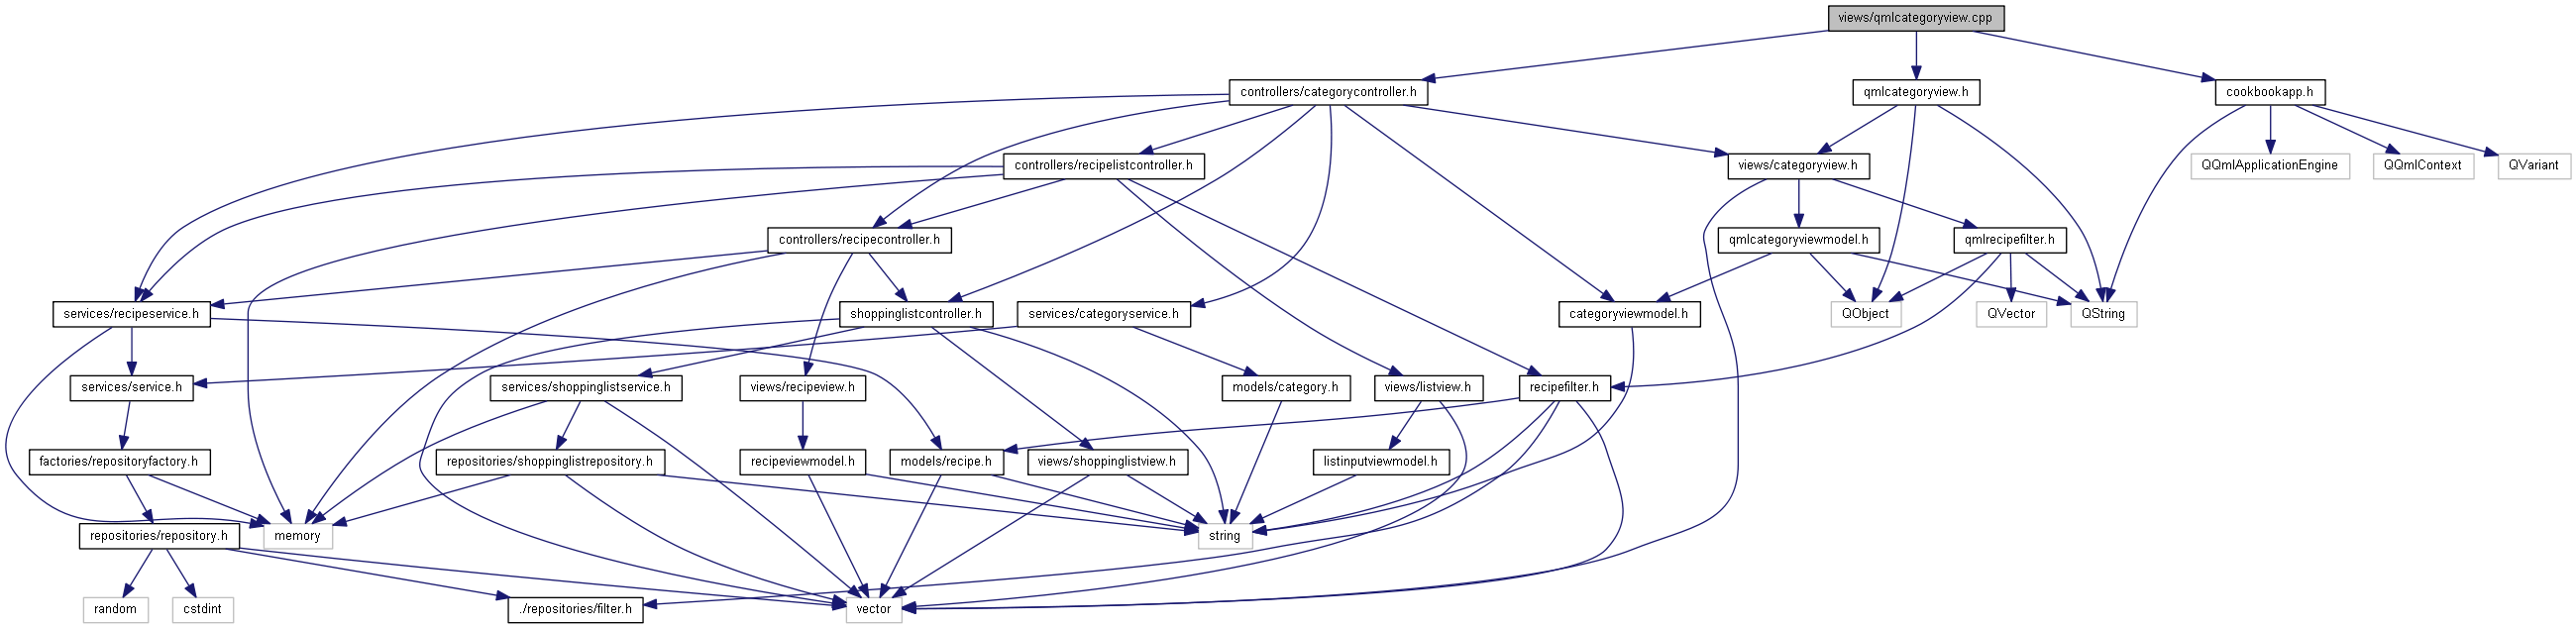 views/qmlcategoryview.cpp
controllers/categorycontroller.h
qmlcategoryview.h
cookbookapp.h
controllers/recipelistcontroller.h
views/categoryview.h
QQmlApplicationEngine
QQmlContext
QVariant
controllers/recipecontroller.h
qmlcategoryviewmodel.h
qmlrecipefilter.h
services/recipeservice.h
shoppinglistcontroller.h
services/categoryservice.h
categoryviewmodel.h
QObject
QVector
QString
services/service.h
services/shoppinglistservice.h
views/recipeview.h
models/category.h
views/listview.h
recipefilter.h
factories/repositoryfactory.h
repositories/shoppinglistrepository.h
recipeviewmodel.h
models/recipe.h
views/shoppinglistview.h
listinputviewmodel.h
repositories/repository.h
memory
string
random
cstdint
./repositories/filter.h
vector